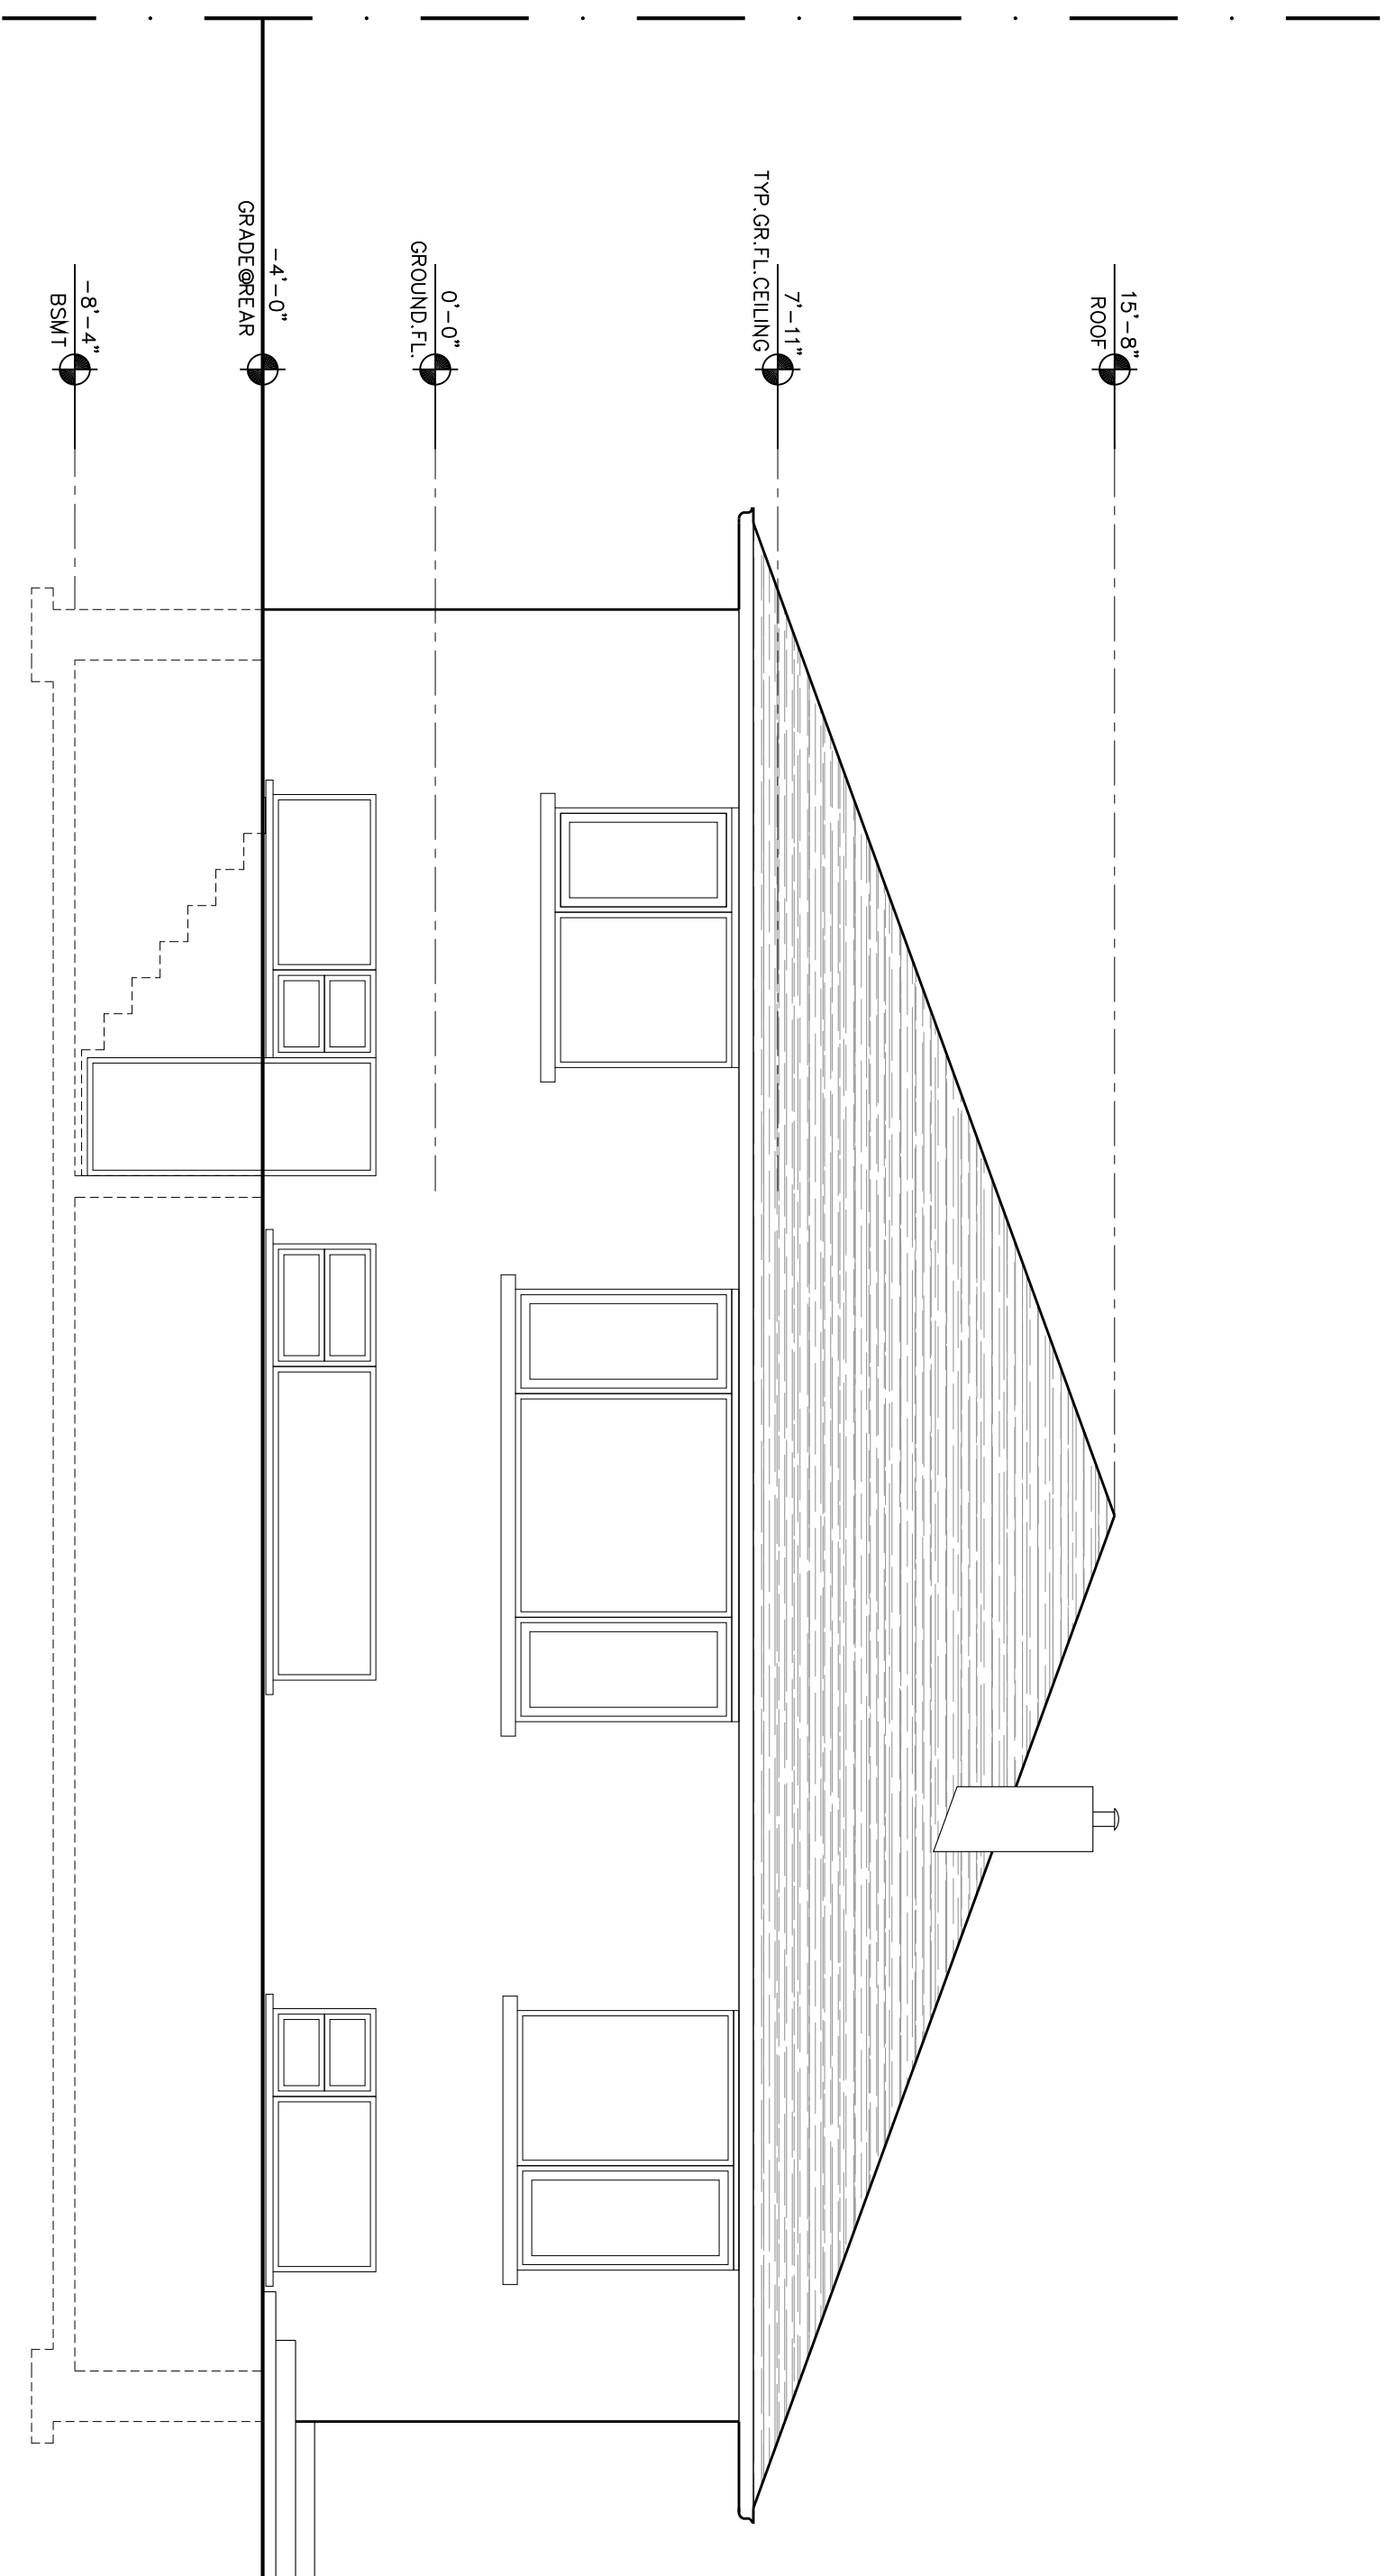 15'-8"
ROOF
7'-11"
TYP.GR.FL.CEILING
0'-0"
GROUND.FL.
-4'-0"
GRADE@REAR
-8'-4"
BSMT